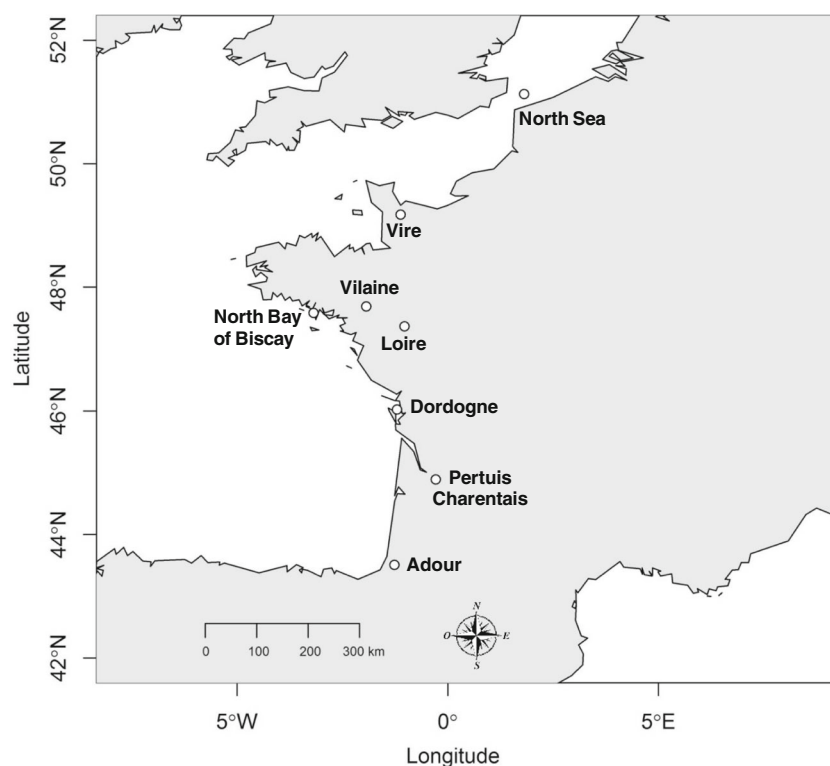 52°N
North Sea
50°N
Vire
48°N
Vilaine
North Bay
of Biscay
Loire
Latitude
46°N
Dordogne
Pertuis
Charentais
44°N
Adour
N
O
E
S
0 100 200 300 km
42°N
5°W 0° 5°E
Longitude